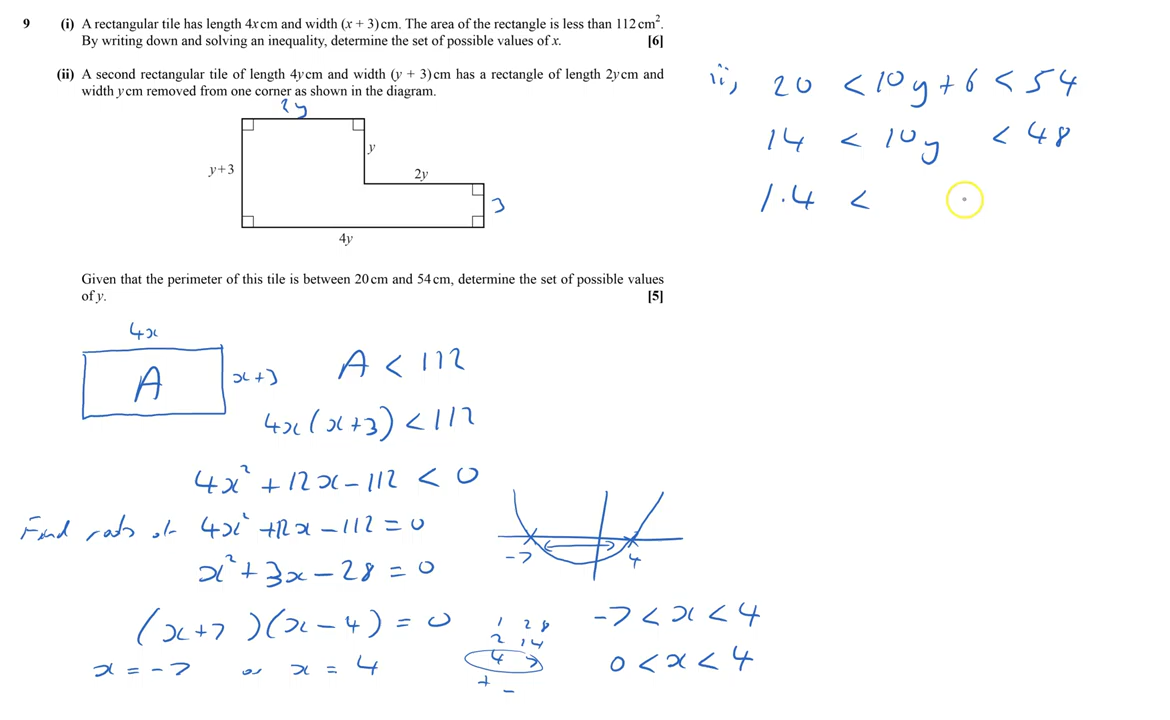 9 (i) A rectangular tile has length 4x cm and width (x + 3) cm. The area of the rectangle is less than 112 cm².
By writing down and solving an inequality, determine the set of possible values of x. [6]
(ii) A second rectangular tile of length 4y cm and width (y + 3) cm has a rectangle of length 2y cm and
width y cm removed from one corner as shown in the diagram.
2y
y
y+3
2y
3
4y
Given that the perimeter of this tile is between 20 cm and 54 cm, determine the set of possible values
of y. [5]
ii, 20 < 10y + 6 < 54
14 < 10y < 48
1.4 <
4x
A
x+3
A < 112
4x(x+3) < 112
4x² + 12x - 112 < 0
Find roots of 4x² + 12x - 112 = 0
x² + 3x - 28 = 0
(x+7)(x-4) = 0
x = -7 or x = 4
-7
4
1 28
2 14
4 7
+ -
-7 < x < 4
0 < x < 4